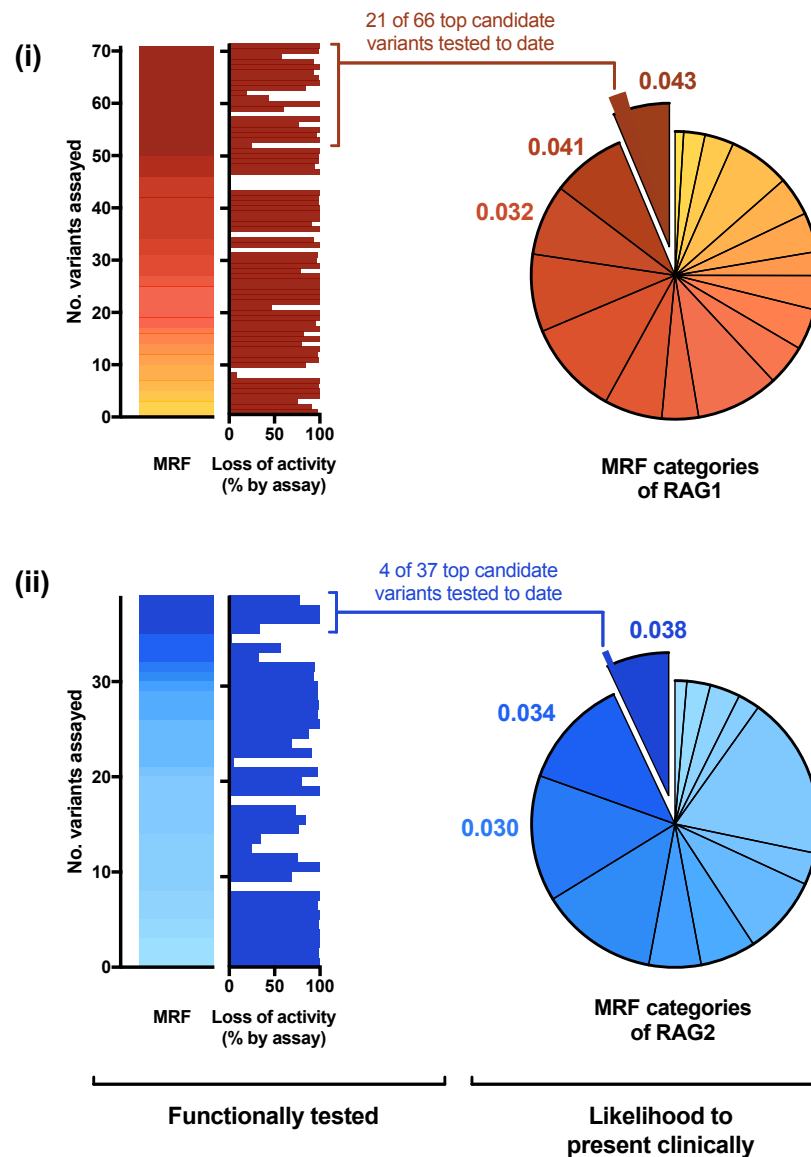 (i)
21 of 66 top candidate
variants tested to date
0.043
0.041
0.032
No. variants assayed
70
60
50
40
30
20
10
0
0 50 100
MRF
Loss of activity
(% by assay)
MRF categories
of RAG1
(ii)
4 of 37 top candidate
variants tested to date
0.038
0.034
0.030
No. variants assayed
30
20
10
0
0 50 100
MRF
Loss of activity
(% by assay)
MRF categories
of RAG2
Functionally tested
Likelihood to
present clinically